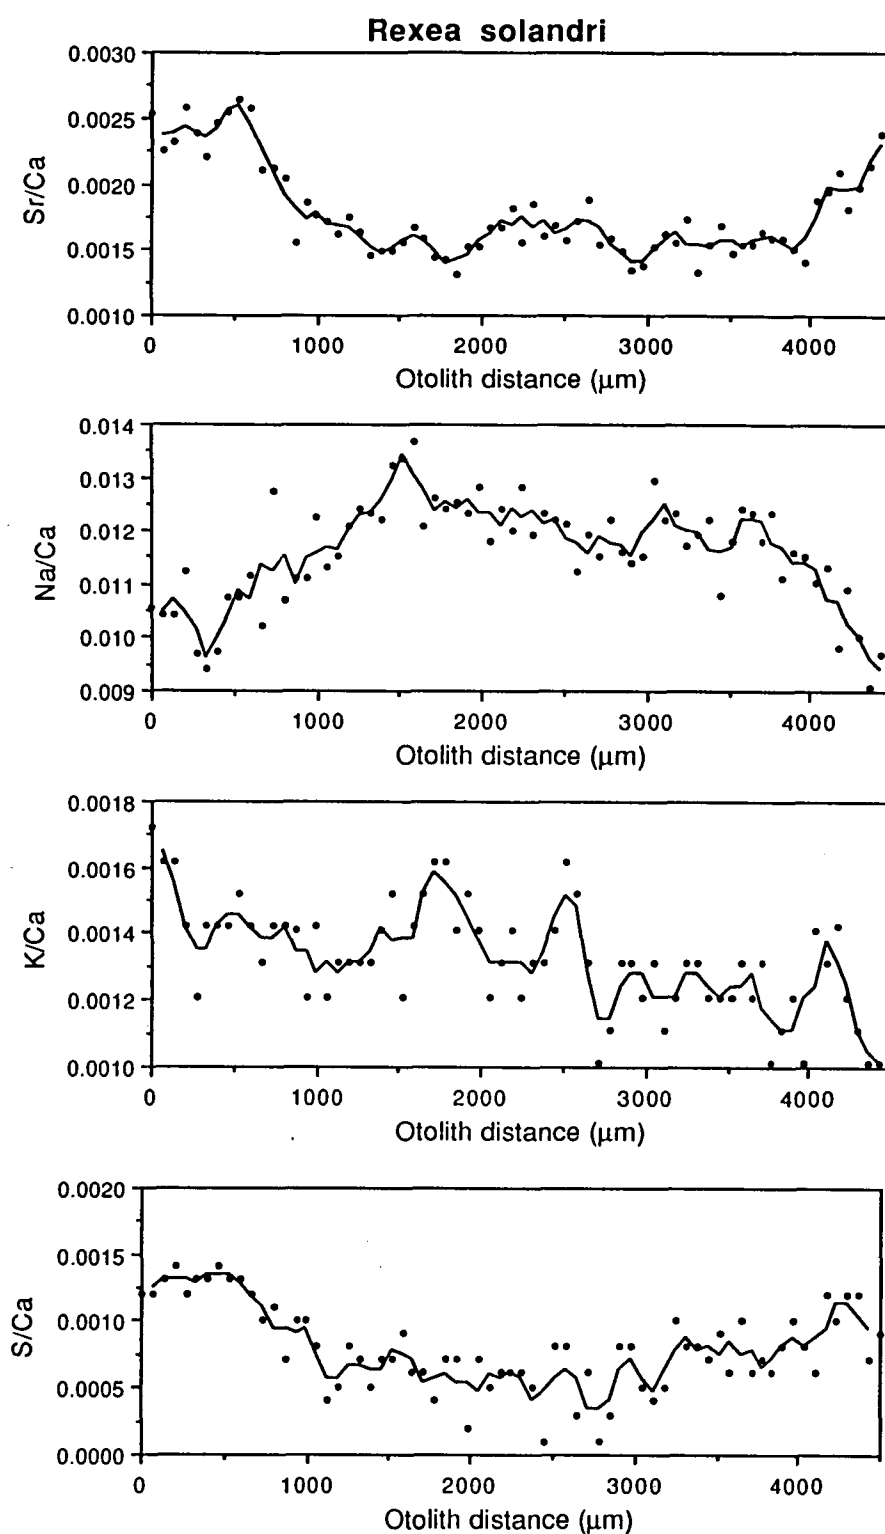 Rexea solandri
0.0030
0.0025
0.0020
0.0015
0.0010
Sr/Ca
0 1000 2000 3000 4000
Otolith distance (μm)
0.014
0.013
0.012
0.011
0.010
0.009
Na/Ca
0 1000 2000 3000 4000
Otolith distance (μm)
0.0018
0.0016
0.0014
0.0012
0.0010
K/Ca
0 1000 2000 3000 4000
Otolith distance (μm)
0.0020
0.0015
0.0010
0.0005
0.0000
S/Ca
0 1000 2000 3000 4000
Otolith distance (μm)